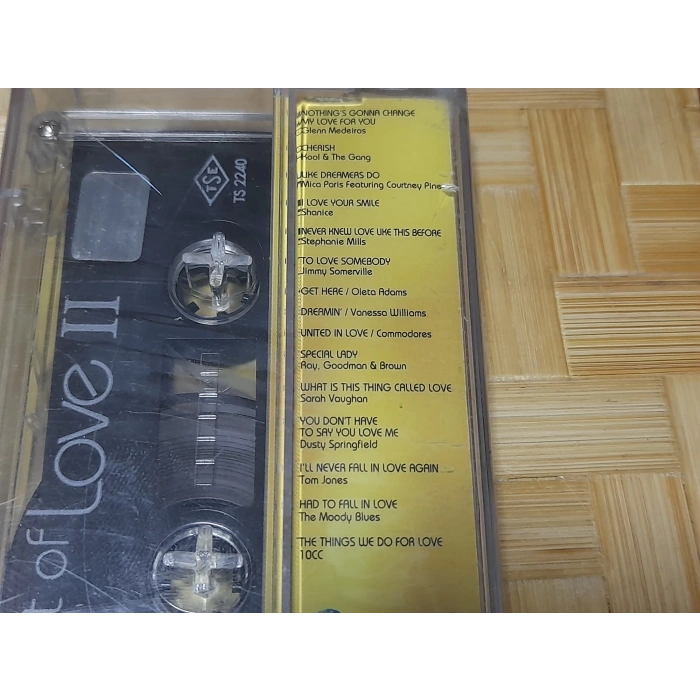 TSE
TS 2240
t of Love II
NOTHING'S GONNA CHANGE
MY LOVE FOR YOU
Glenn Medeiros
CHERISH
Kool & The Gang
LIKE DREAMERS DO
Mica Paris Featuring Courtney Pine
I LOVE YOUR SMILE
Shanice
NEVER KNEW LOVE LIKE THIS BEFORE
Stephanie Mills
TO LOVE SOMEBODY
Jimmy Somerville
GET HERE / Oleta Adams
DREAMIN' / Vanessa Williams
UNITED IN LOVE / Commodores
SPECIAL LADY
Ray, Goodman & Brown
WHAT IS THIS THING CALLED LOVE
Sarah Vaughan
YOU DON'T HAVE
TO SAY YOU LOVE ME
Dusty Springfield
I'LL NEVER FALL IN LOVE AGAIN
Tom Jones
HAD TO FALL IN LOVE
The Moody Blues
THE THINGS WE DO FOR LOVE
10CC